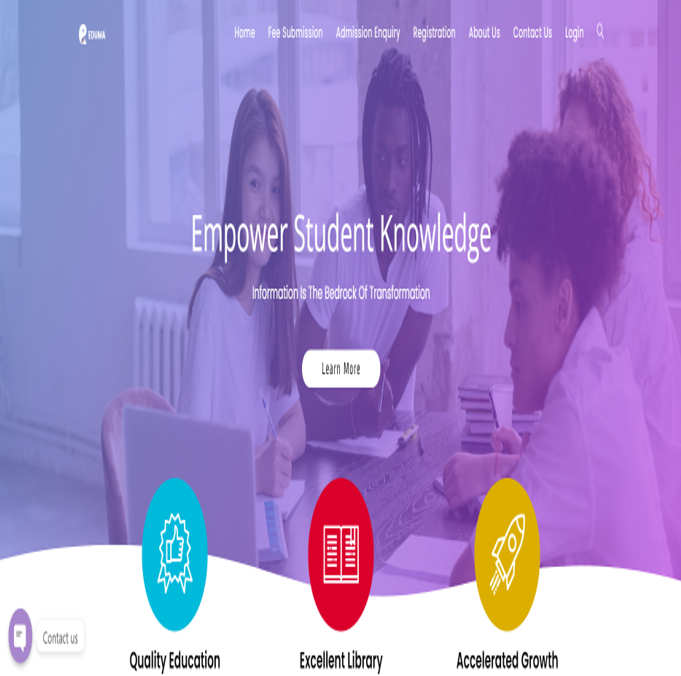 EDUMA
Home Fee Submission Admission Enquiry Registration About Us Contact Us Login
Empower Student Knowledge
Information Is The Bedrock Of Transformation
Learn More
Contact us
Quality Education Excellent Library Accelerated Growth